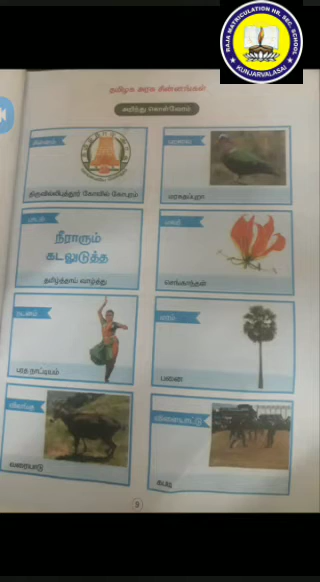 RAJA MATRICULATION HR. SEC. SCHOOL
KUNJARVALASAI
தமிழக அரசு சின்னங்கள்
அறிந்து கொள்வோம்
சின்னம்
திருவில்லிபுத்தூர் கோவில் கோபுரம்
பறவை
மரகதப்புறா
பாடல்
நீராரும்
கடலுடுத்த
தமிழ்த்தாய் வாழ்த்து
மலர்
செங்காந்தள்
நடனம்
பரத நாட்டியம்
மரம்
பனை
விலங்கு
வரையாடு
விளையாட்டு
கபடி
9